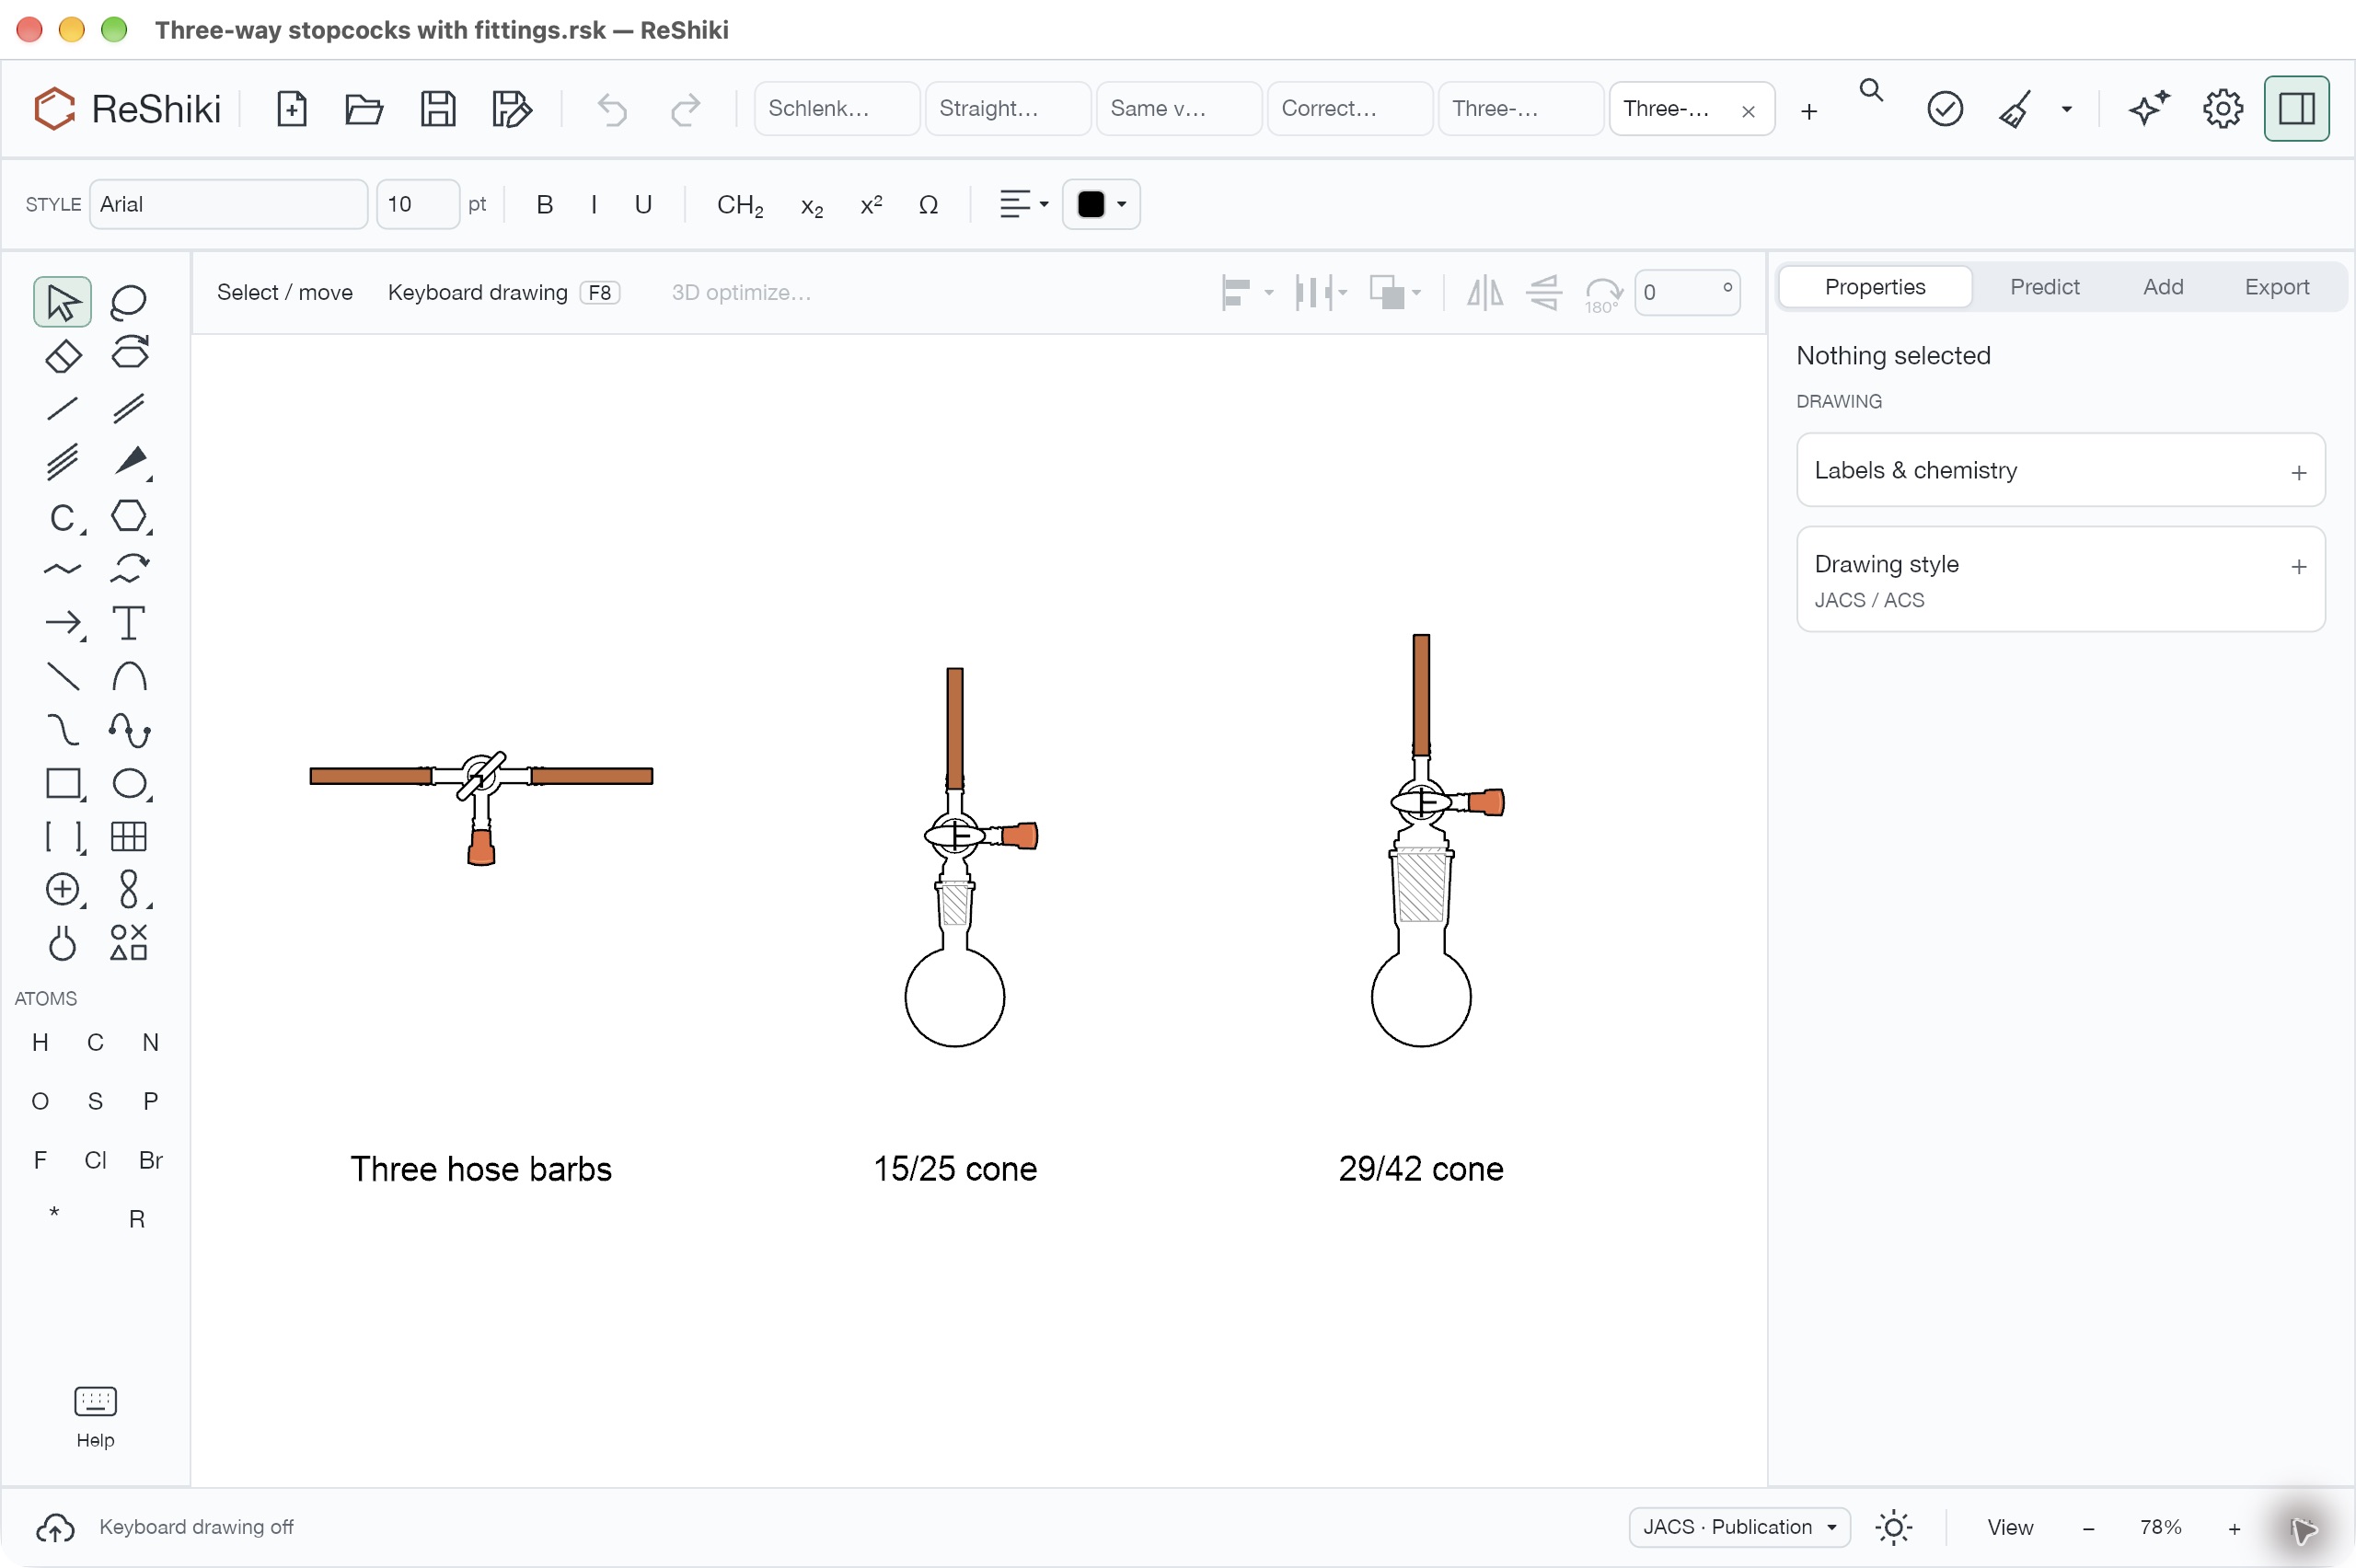 Three-way stopcocks with fittings.rsk — ReShiki
ReShiki
Schlenk...
Straight...
Same v...
Correct...
Three-...
Three-...
STYLE Arial 10 pt B I U CH₂ x₂ x² Ω
Select / move Keyboard drawing F8 3D optimize... 180° 0 °
Properties Predict Add Export
Nothing selected
DRAWING
Labels & chemistry +
Drawing style +
JACS / ACS
C
T
ATOMS
H C N
O S P
F Cl Br
* R
Three hose barbs
15/25 cone
29/42 cone
Help
Keyboard drawing off
JACS · Publication View − 78% +